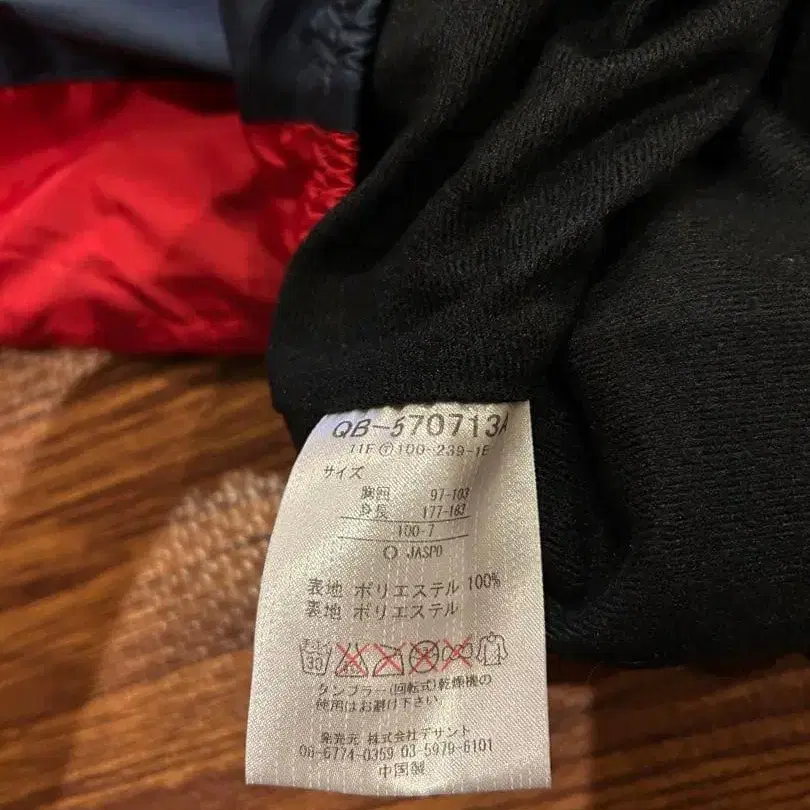 QB-570713A
11F Ⓨ100-239-1E
サイズ
胸囲 97-103
身長 177-183
100-7
JASPO
表地 ポリエステル 100%
裏地 ポリエステル
30
タンブラー(回転式)乾燥機の
使用はお避け下さい。
発売元 株式会社デサント
06-6774-0359 03-5979-6101
中国製